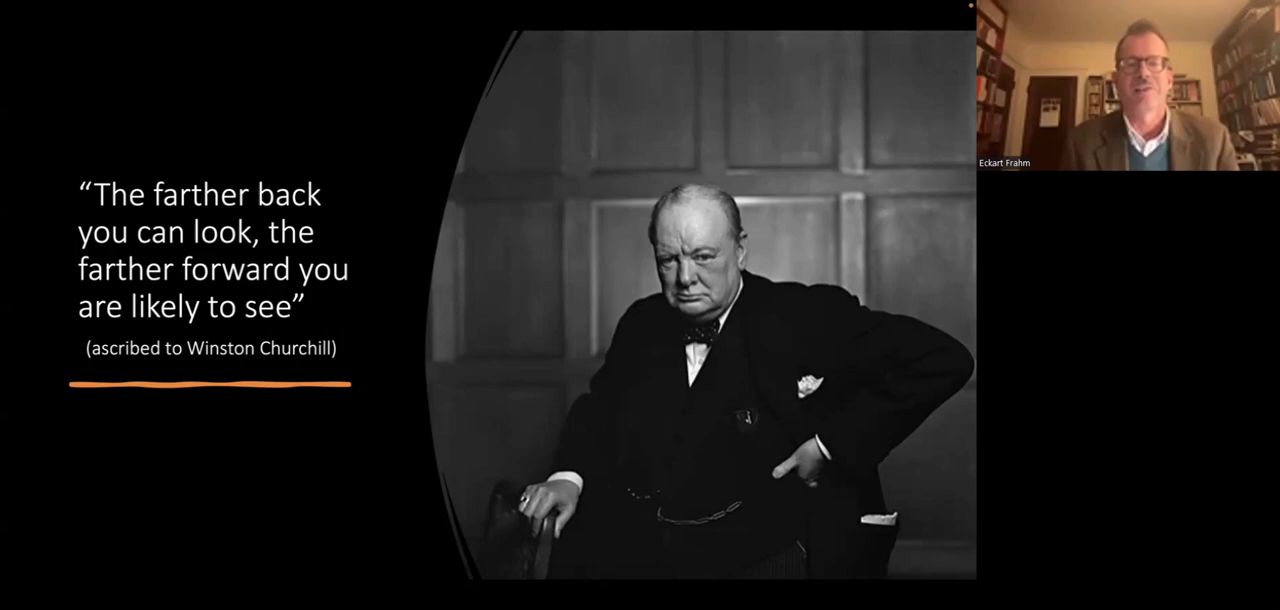 “The farther back
you can look, the
farther forward you
are likely to see”
(ascribed to Winston Churchill)
Eckart Frahm